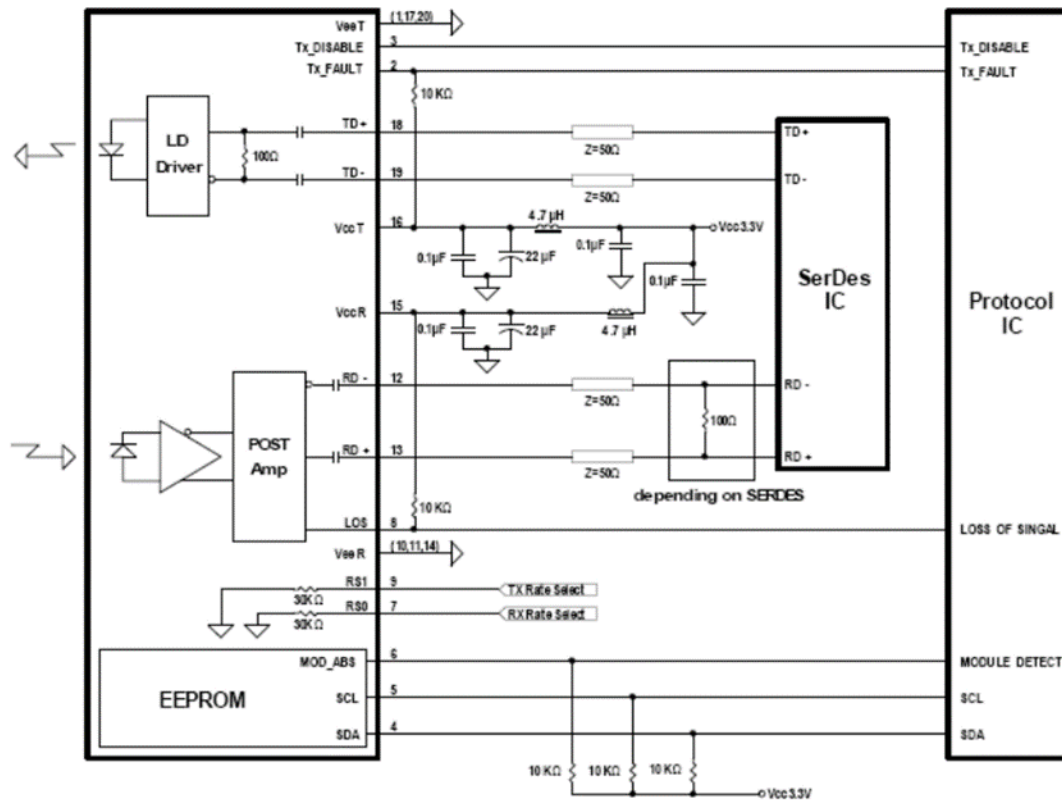 VeeT (1,17,20)
Tx_DISABLE 3 Tx_DISABLE
Tx_FAULT 2 Tx_FAULT
10 KΩ
LD
Driver
100Ω
TD+ 18 Z=50Ω TD+
TD- 19 Z=50Ω TD-
VccT 16 4.7 µH Vcc3.3V
0.1µF 22 µF 0.1µF 0.1µF
VccR 15 4.7 µH
0.1µF 22 µF
SerDes
IC
Protocol
IC
RD - 12 Z=50Ω RD -
100Ω
POST
Amp
RD + 13 Z=50Ω RD +
depending on SERDES
10 KΩ
LOS 8 LOSS OF SINGAL
VeeR (10,11,14)
RS1 9 TX Rate Select
30KΩ
RS0 7 RX Rate Select
30KΩ
EEPROM
MOD_ABS 6 MODULE DETECT
SCL 5 SCL
SDA 4 SDA
10 KΩ 10 KΩ 10 KΩ
Vcc3.3V